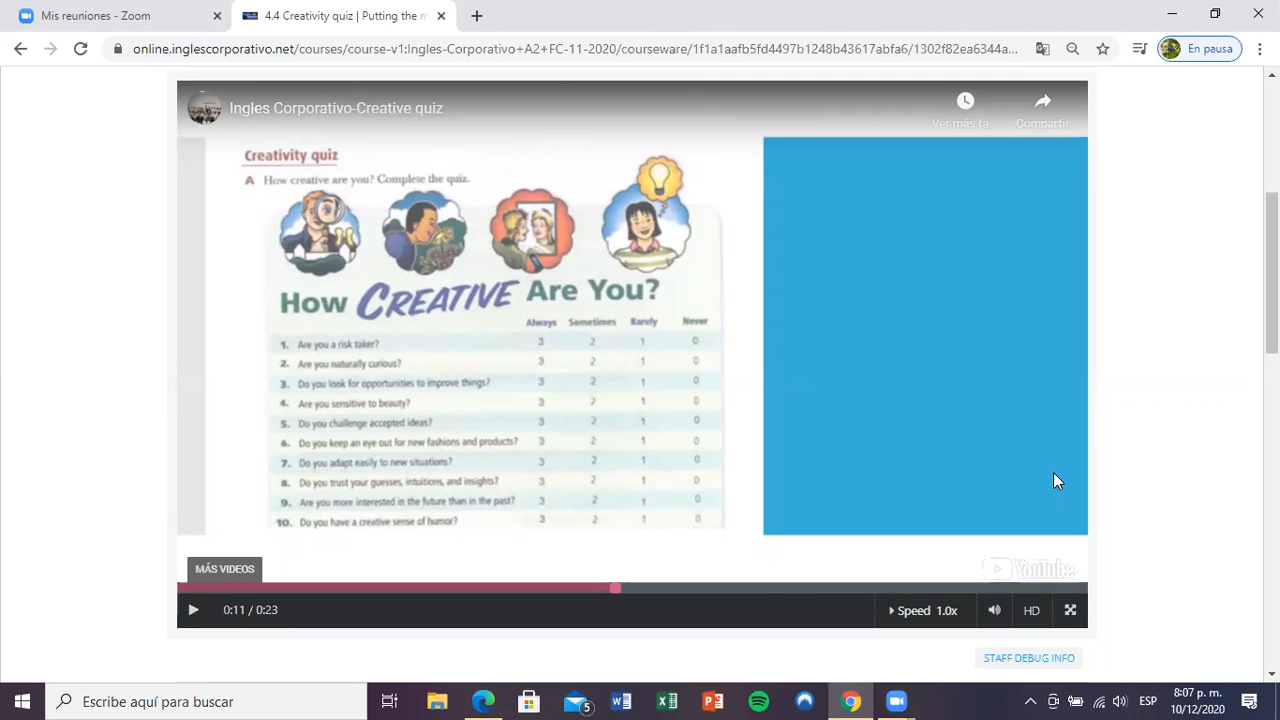 Mis reuniones - Zoom
4.4 Creativity quiz | Putting the m
online.inglescorporativo.net/courses/course-v1:Ingles-Corporativo+A2+FC-11-2020/courseware/1f1a1aafb5fd4497b1248b43617abfa6/1302f82ea6344a...
En pausa
Ingles Corporativo-Creative quiz
Ver más ta
Compartir
Creativity quiz
A How creative are you? Complete the quiz.
How CREATIVE Are You?
Always Sometimes Rarely Never
1. Are you a risk taker? 3 2 1 0
2. Are you naturally curious? 3 2 1 0
3. Do you look for opportunities to improve things? 3 2 1 0
4. Are you sensitive to beauty? 3 2 1 0
5. Do you challenge accepted ideas? 3 2 1 0
6. Do you keep an eye out for new fashions and products? 3 2 1 0
7. Do you adapt easily to new situations? 3 2 1 0
8. Do you trust your guesses, intuitions, and insights? 3 2 1 0
9. Are you more interested in the future than in the past? 3 2 1 0
10. Do you have a creative sense of humor? 3 2 1 0
MÁS VIDEOS
YouTube
0:11 / 0:23
Speed 1.0x
HD
STAFF DEBUG INFO
Escribe aquí para buscar
5
ESP
8:07 p. m.
10/12/2020